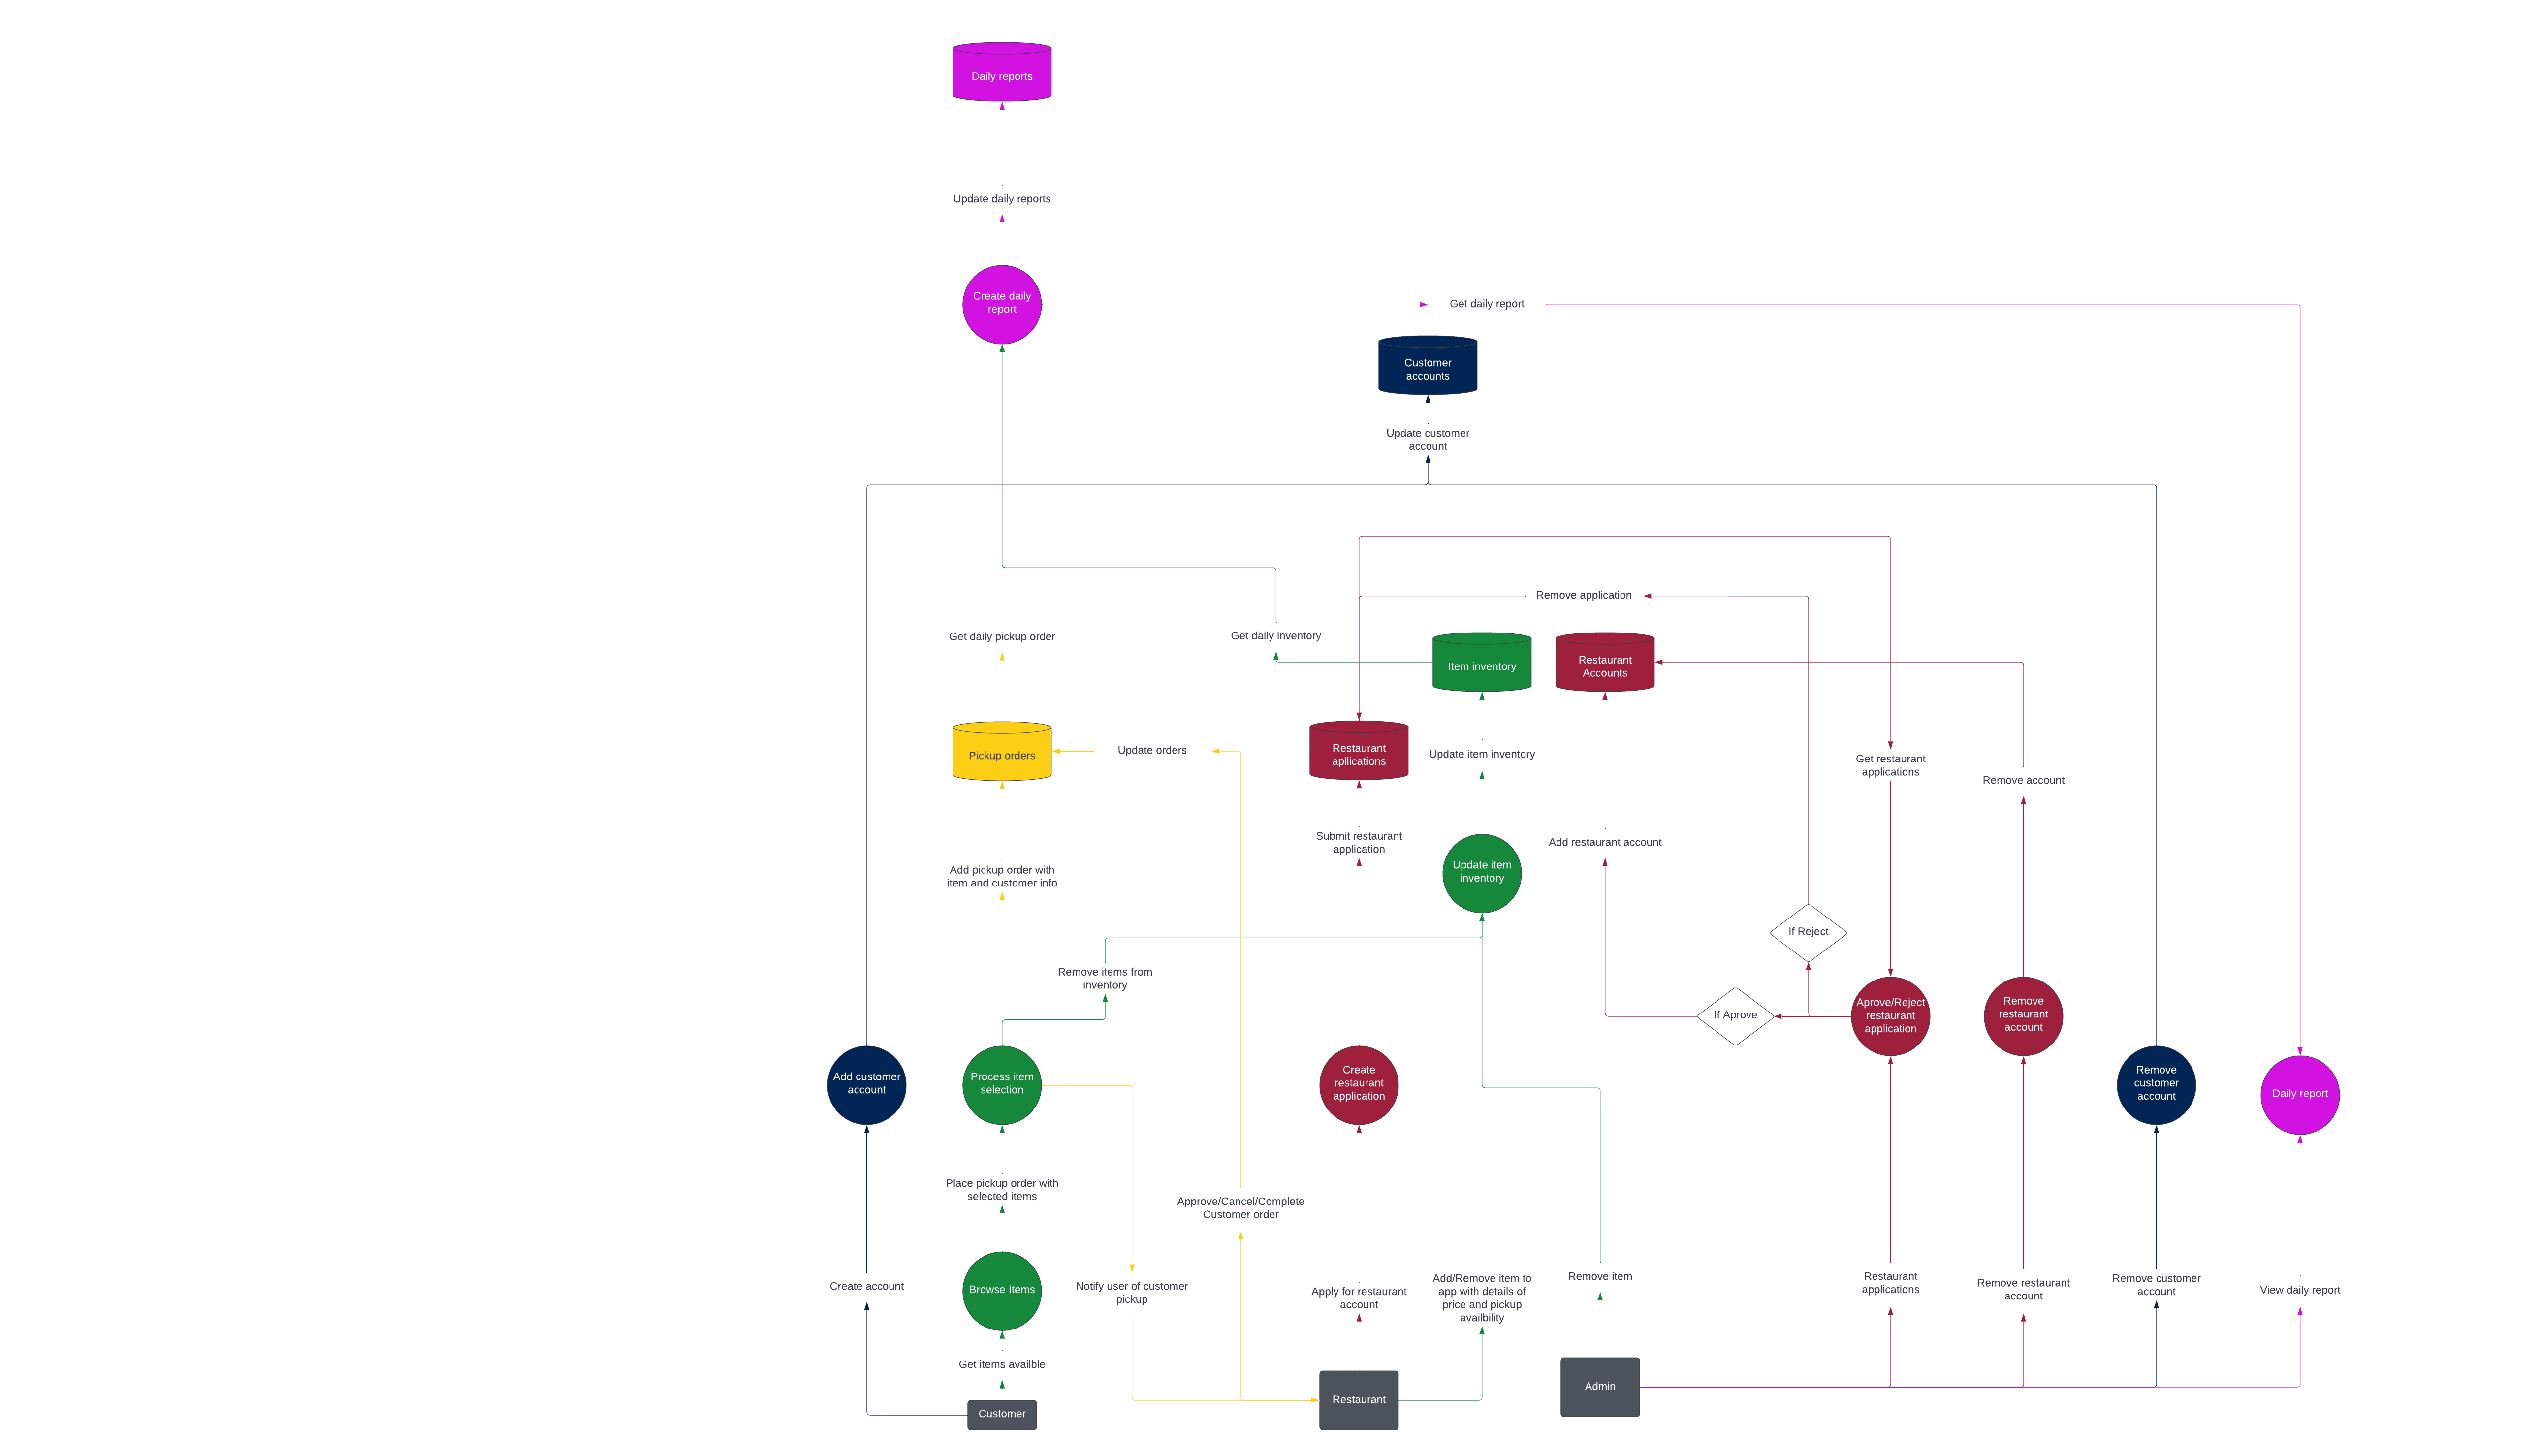 Daily reports
Update daily reports
Create daily
report
Get daily report
Customer
accounts
Update customer
account
Remove application
Get daily pickup order
Get daily inventory
Item inventory
Restaurant
Accounts
Pickup orders
Update orders
Restaurant
apllications
Update item inventory
Get restaurant
applications
Remove account
Submit restaurant
application
Add restaurant account
Add pickup order with
item and customer info
Update item
inventory
If Reject
Remove items from
inventory
If Aprove
Aprove/Reject
restaurant
application
Remove
restaurant
account
Add customer
account
Process item
selection
Create
restaurant
application
Remove
customer
account
Daily report
Place pickup order with
selected items
Approve/Cancel/Complete
Customer order
Create account
Browse Items
Notify user of customer
pickup
Apply for restaurant
account
Add/Remove item to
app with details of
price and pickup
availbility
Remove item
Restaurant
applications
Remove restaurant
account
Remove customer
account
View daily report
Get items availble
Customer
Restaurant
Admin